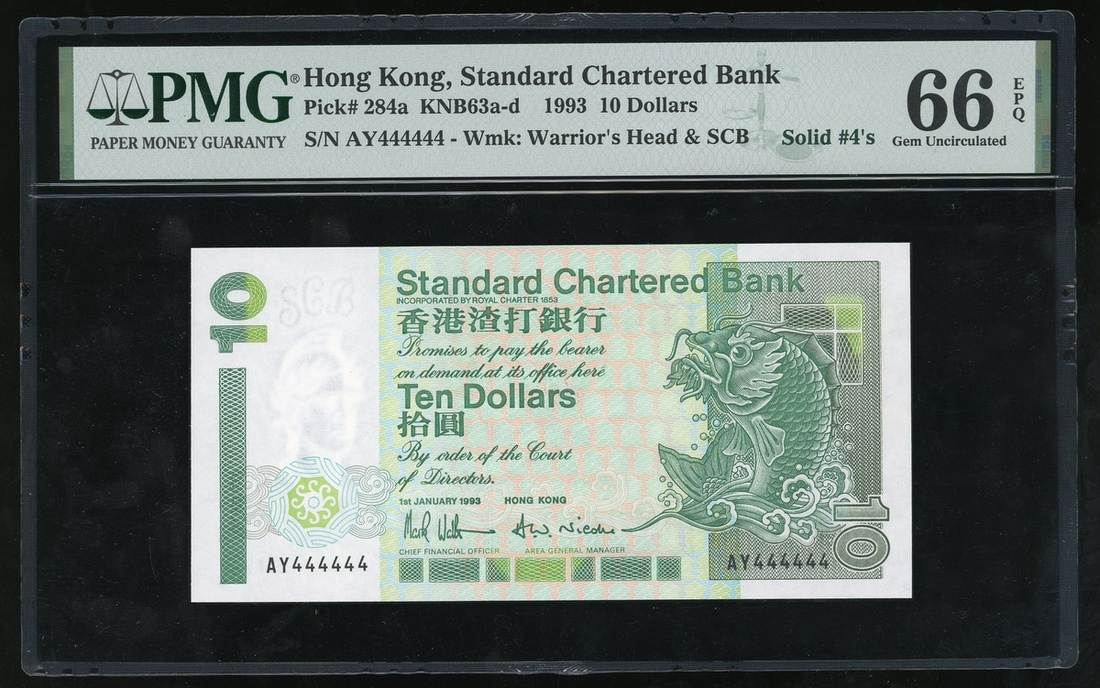 PMG® Hong Kong, Standard Chartered Bank
PAPER MONEY GUARANTY
Pick# 284a KNB63a-d 1993 10 Dollars
S/N AY444444 - Wmk: Warrior's Head & SCB Solid #4's
66 EPQ
Gem Uncirculated
10
SCB
Standard Chartered Bank
INCORPORATED BY ROYAL CHARTER 1853
香港渣打銀行
Promises to pay the bearer
on demand at its office here
Ten Dollars
拾圓
By order of the Court
of Directors.
1st JANUARY 1993 HONG KONG
CHIEF FINANCIAL OFFICER AREA GENERAL MANAGER
AY444444 AY444444
10